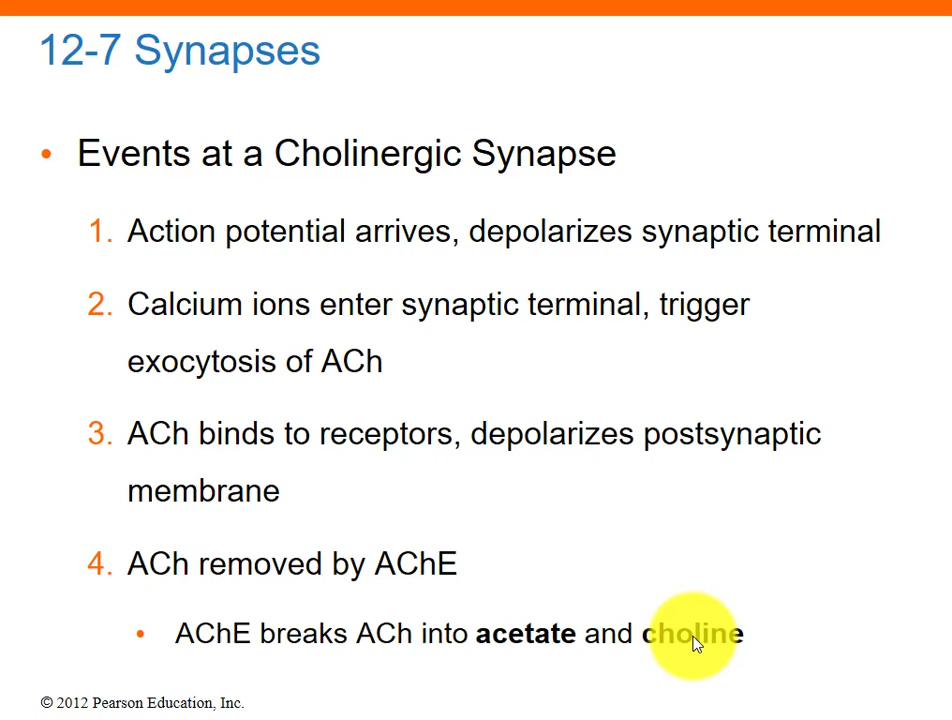 12-7 Synapses
• Events at a Cholinergic Synapse
1. Action potential arrives, depolarizes synaptic terminal
2. Calcium ions enter synaptic terminal, trigger
exocytosis of ACh
3. ACh binds to receptors, depolarizes postsynaptic
membrane
4. ACh removed by AChE
• AChE breaks ACh into acetate and choline
© 2012 Pearson Education, Inc.